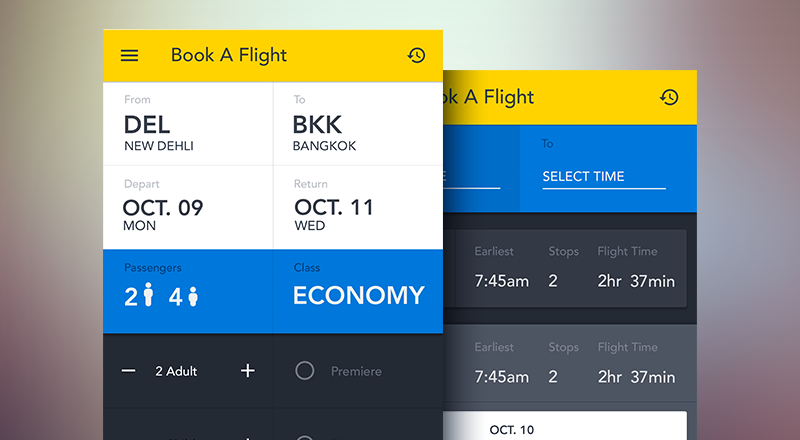 Book A Flight
From
DEL
NEW DEHLI
To
BKK
BANGKOK
Depart
OCT. 09
MON
Return
OCT. 11
WED
Passengers
2 4
Class
ECONOMY
2 Adult
Premiere
ok A Flight
To
SELECT TIME
Earliest Stops Flight Time
7:45am 2 2hr 37min
Earliest Stops Flight Time
7:45am 2 2hr 37min
OCT. 10